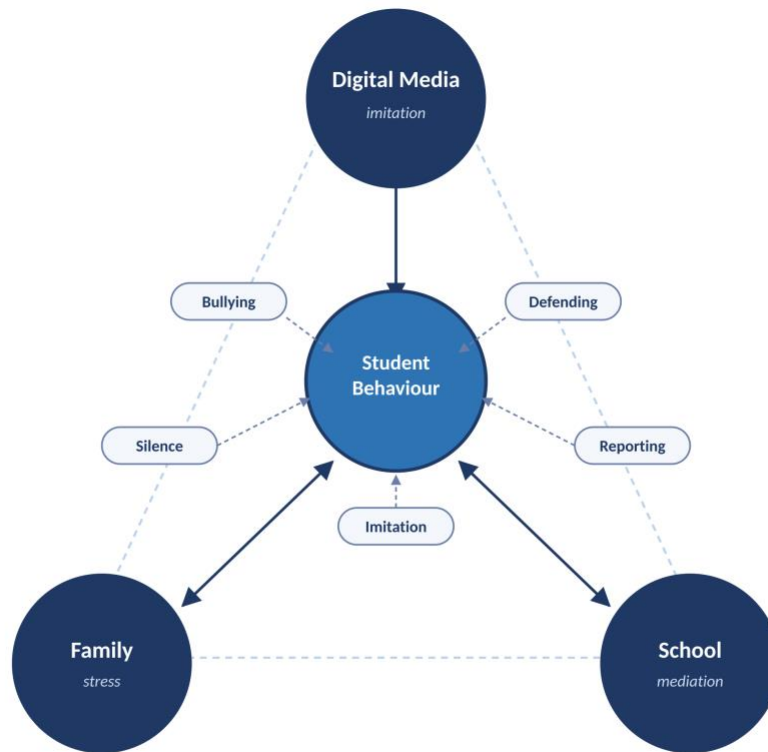 Digital Media
imitation
Bullying
Defending
Student
Behaviour
Silence
Reporting
Imitation
Family
stress
School
mediation